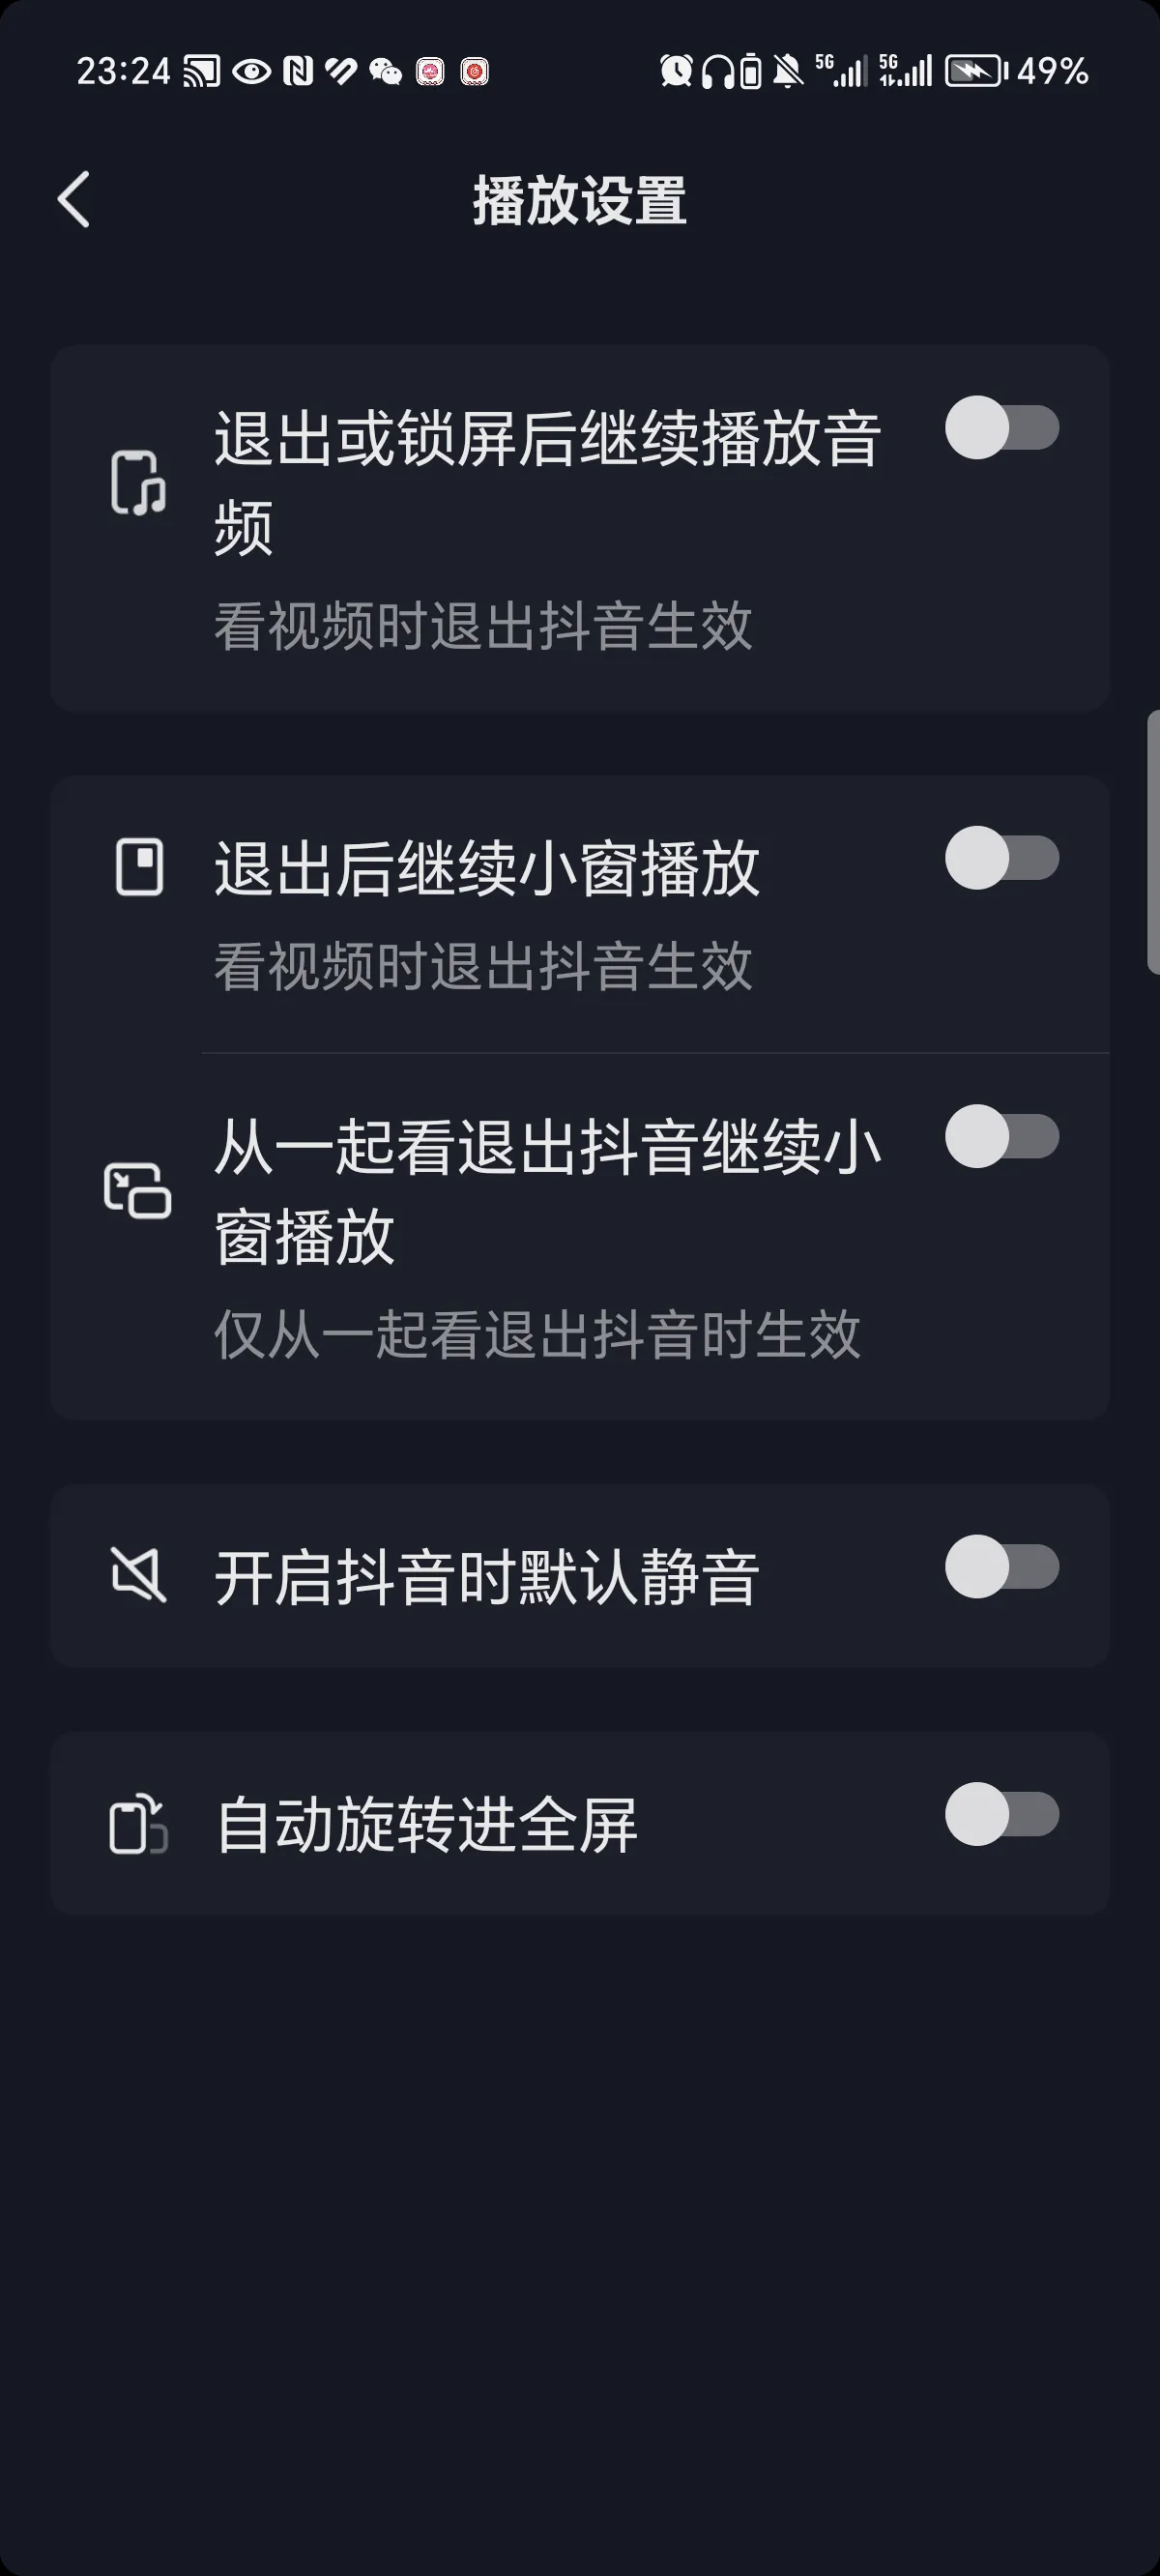 23:24 5G 5G 49%
播放设置
退出或锁屏后继续播放音
频
看视频时退出抖音生效
退出后继续小窗播放
看视频时退出抖音生效
从一起看退出抖音继续小
窗播放
仅从一起看退出抖音时生效
开启抖音时默认静音
自动旋转进全屏